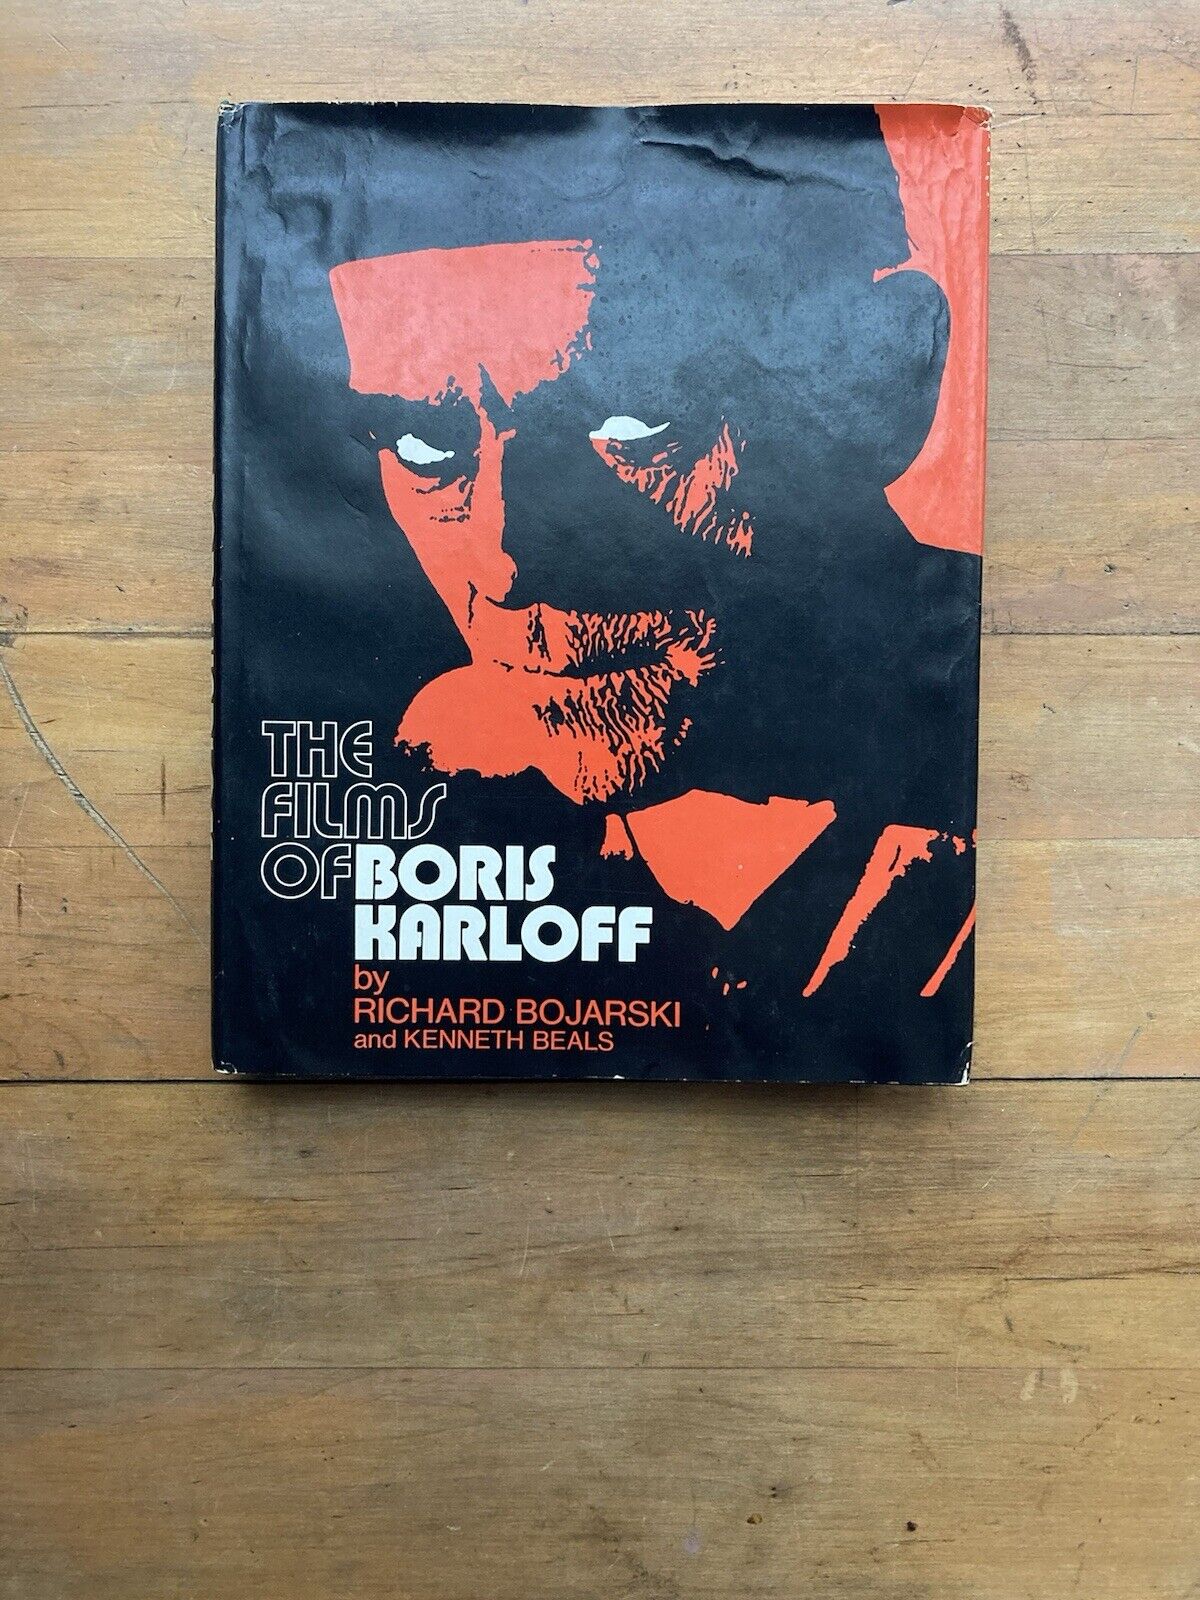 THE
FILMS
OF BORIS
KARLOFF
by
RICHARD BOJARSKI
and KENNETH BEALS